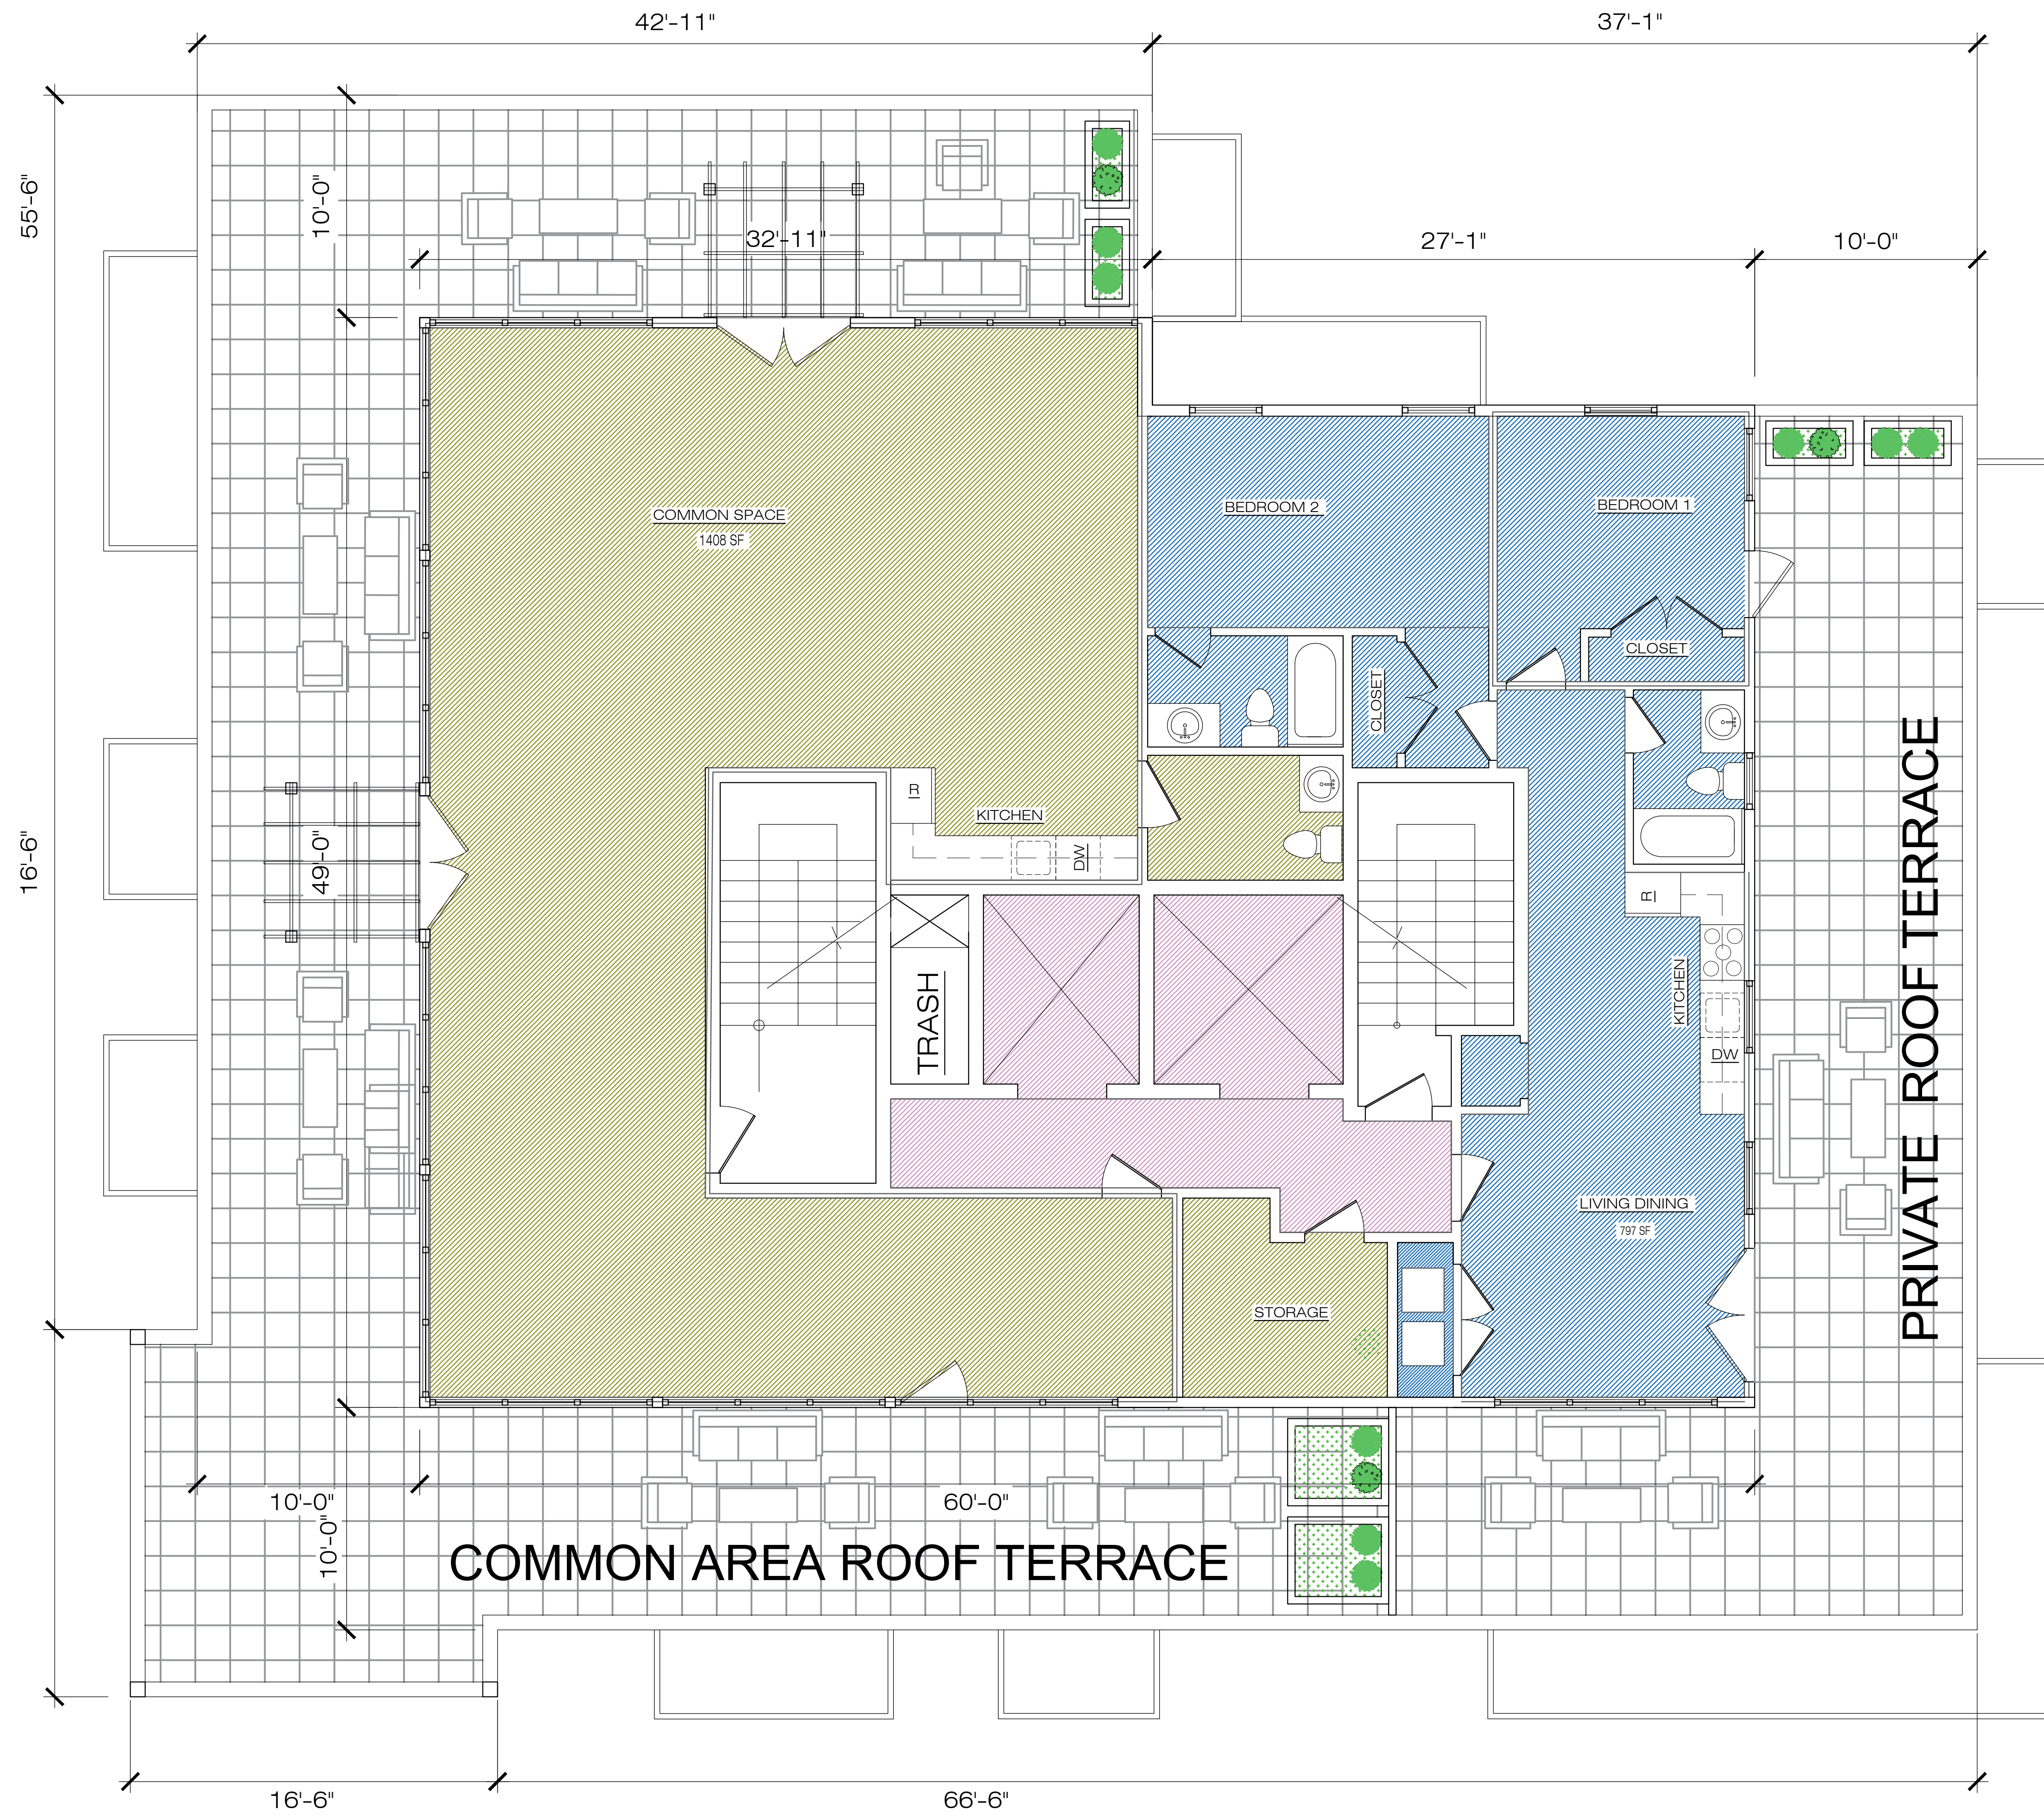 42'-11"
37'-1"
55'-6"
10'-0"
32'-11"
27'-1"
10'-0"
COMMON SPACE
1408 SF
BEDROOM 2
BEDROOM 1
CLOSET
CLOSET
R
KITCHEN
DW
16'-6"
49'-0"
TRASH
R
KITCHEN
DW
PRIVATE ROOF TERRACE
LIVING DINING
797 SF
STORAGE
10'-0"
60'-0"
10'-0"
COMMON AREA ROOF TERRACE
16'-6"
66'-6"